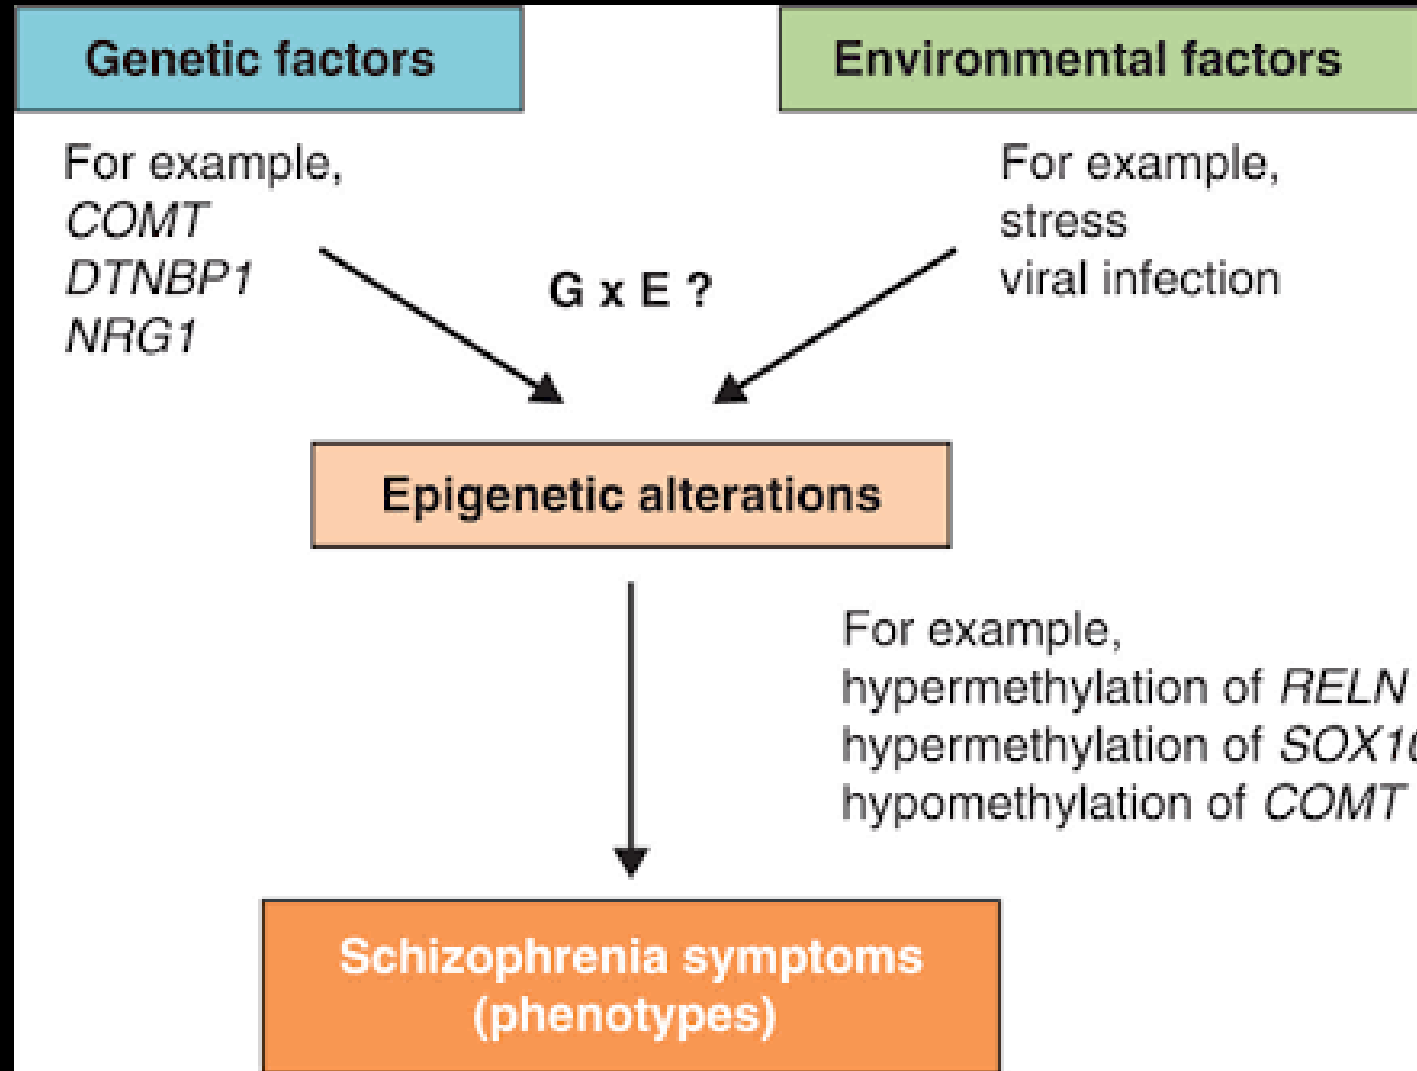 Genetic factors
Environmental factors
For example,
COMT
DTNBP1
NRG1
For example,
stress
viral infection
G x E ?
Epigenetic alterations
For example,
hypermethylation of RELN
hypermethylation of
hypomethylation of COMT
Schizophrenia symptoms
(phenotypes)